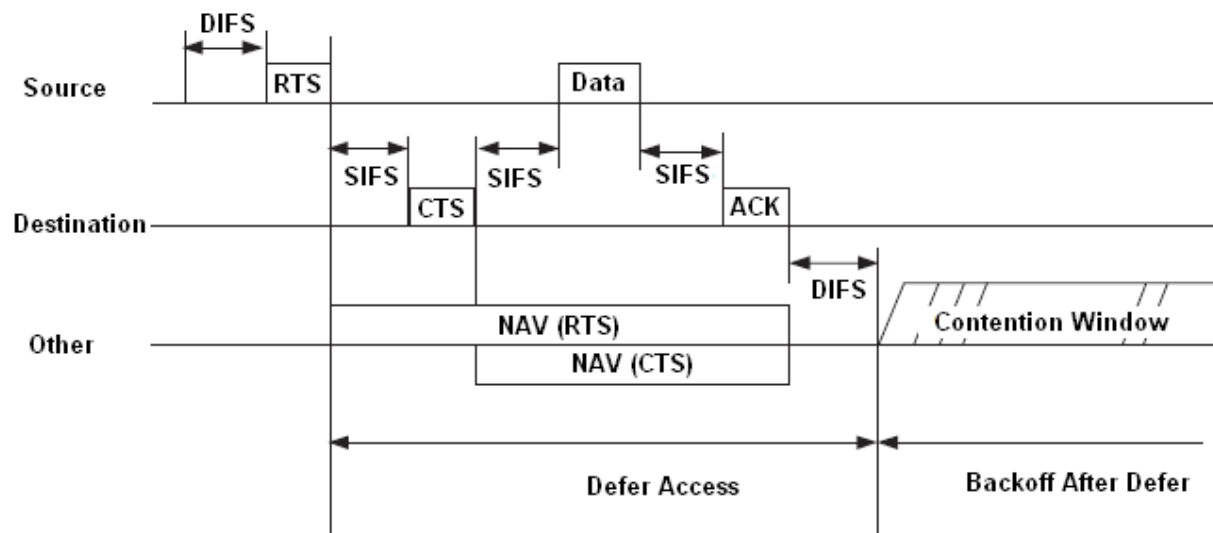 DIFS
RTS
Data
Source
SIFS
SIFS
SIFS
CTS
ACK
Destination
DIFS
NAV (RTS)
Contention Window
Other
NAV (CTS)
Defer Access
Backoff After Defer